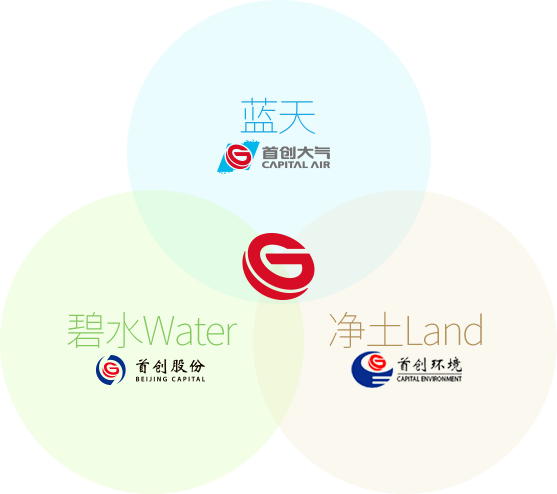 蓝天
首创大气
CAPITAL AIR
碧水Water
首创股份
BEIJING CAPITAL
净土Land
首创环境
CAPITAL ENVIRONMENT